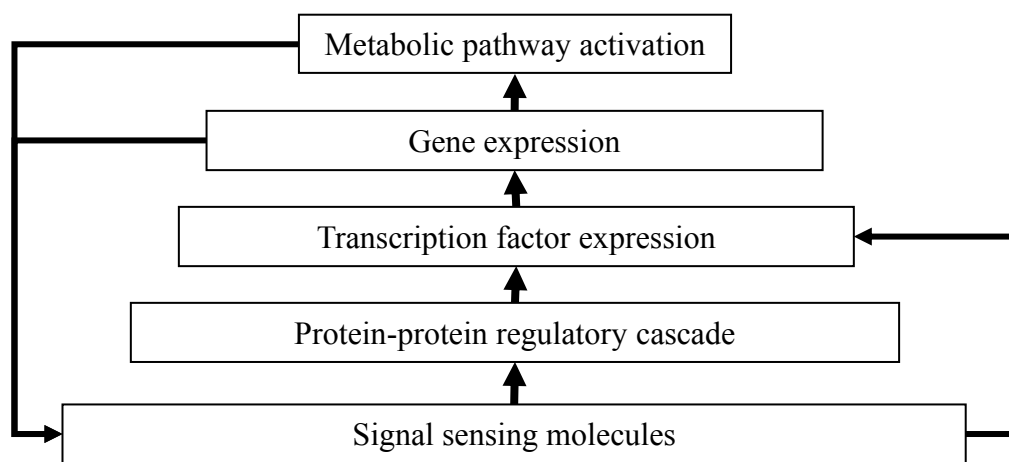 Metabolic pathway activation
Gene expression
Transcription factor expression
Protein-protein regulatory cascade
Signal sensing molecules